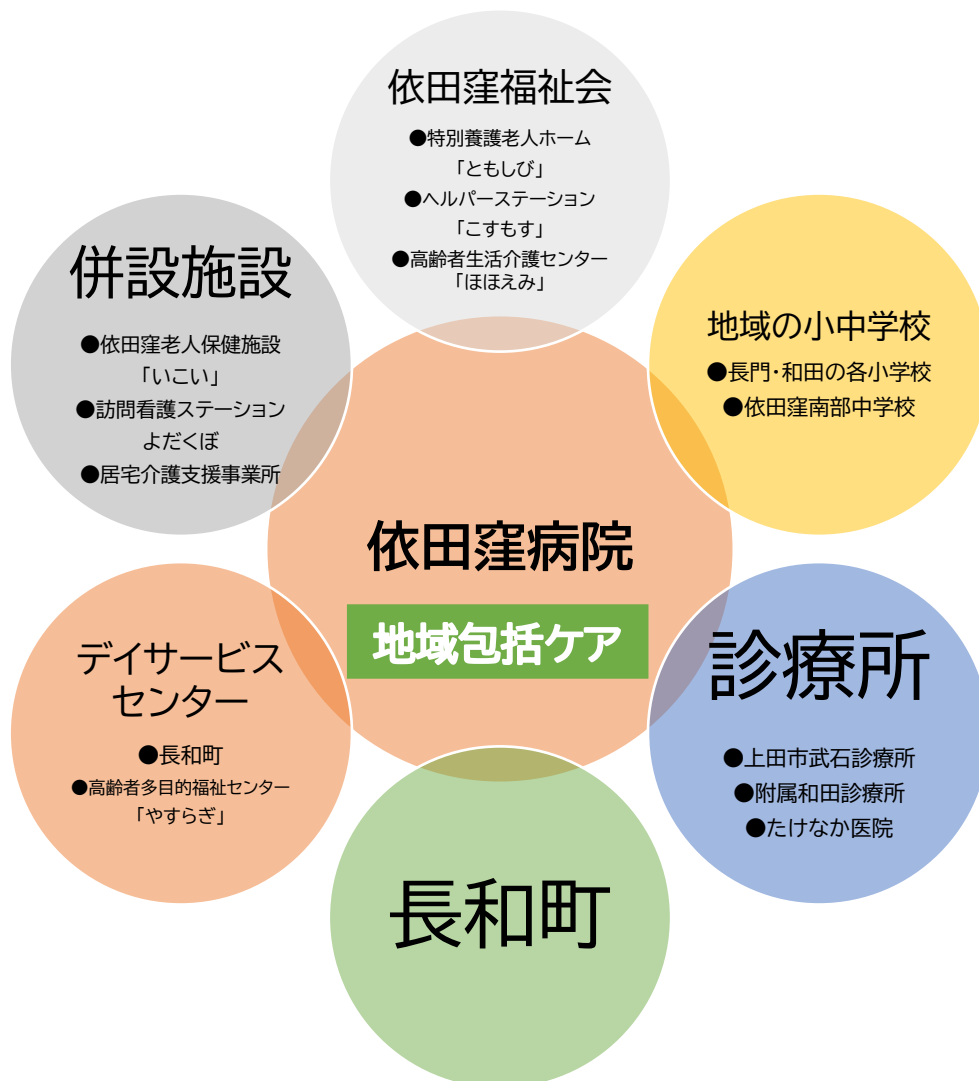 依田窪福祉会
●特別養護老人ホーム
「ともしび」
●ヘルパーステーション
「こすもす」
●高齢者生活介護センター
「ほほえみ」
併設施設
●依田窪老人保健施設
「いこい」
●訪問看護ステーション
よだくぼ
●居宅介護支援事業所
地域の小中学校
●長門・和田の各小学校
●依田窪南部中学校
依田窪病院
地域包括ケア
デイサービス
センター
●長和町
●高齢者多目的福祉センター
「やすらぎ」
診療所
●上田市武石診療所
●附属和田診療所
●たけなか医院
長和町